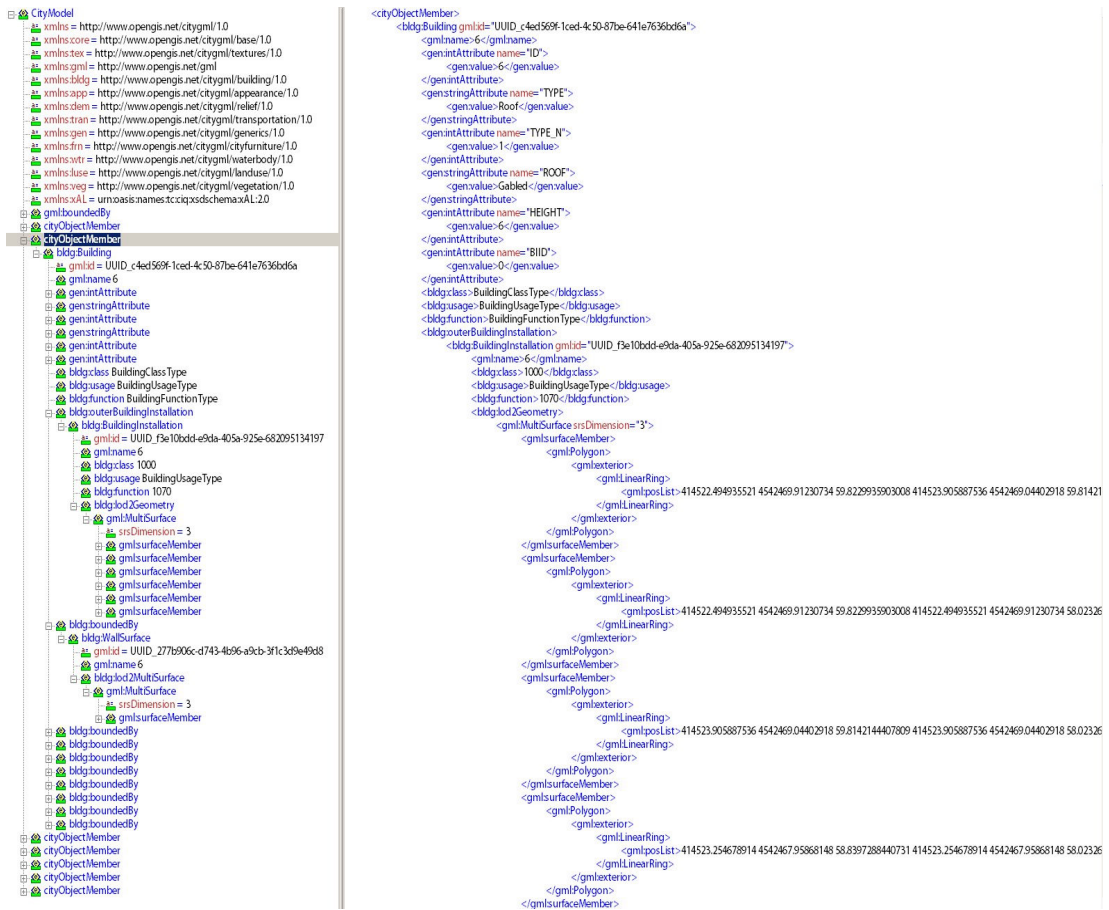 CityModel
xmlns = http://www.opengis.net/citygml/1.0
xmlns:core = http://www.opengis.net/citygml/base/1.0
xmlns:tex = http://www.opengis.net/citygml/textures/1.0
xmlns:gml = http://www.opengis.net/gml
xmlns:bldg = http://www.opengis.net/citygml/building/1.0
xmlns:app = http://www.opengis.net/citygml/appearance/1.0
xmlns:dem = http://www.opengis.net/citygml/relief/1.0
xmlns:tran = http://www.opengis.net/citygml/transportation/1.0
xmlns:gen = http://www.opengis.net/citygml/generics/1.0
xmlns:frn = http://www.opengis.net/citygml/cityfurniture/1.0
xmlns:wtr = http://www.opengis.net/citygml/waterbody/1.0
xmlns:luse = http://www.opengis.net/citygml/landuse/1.0
xmlns:veg = http://www.opengis.net/citygml/vegetation/1.0
xmlns:xAL = urn:oasis:names:tc:ciq:xsdschema:xAL:2.0
gml:boundedBy
cityObjectMember
cityObjectMember
bldg:Building
gml:id = UUID_c4ed569f-1ced-4c50-87be-641e7636bd6a
gml:name 6
gen:intAttribute
gen:stringAttribute
gen:intAttribute
gen:stringAttribute
gen:intAttribute
gen:intAttribute
bldg:class BuildingClassType
bldg:usage BuildingUsageType
bldg:function BuildingFunctionType
bldg:outerBuildingInstallation
bldg:BuildingInstallation
gml:id = UUID_f3e10bdd-e9da-405a-925e-682095134197
gml:name 6
bldg:class 1000
bldg:usage BuildingUsageType
bldg:function 1070
bldg:lod2Geometry
gml:MultiSurface
srsDimension = 3
gml:surfaceMember
gml:surfaceMember
gml:surfaceMember
gml:surfaceMember
gml:surfaceMember
gml:surfaceMember
bldg:boundedBy
bldg:WallSurface
gml:id = UUID_277b906c-d743-4b96-a9cb-3f1c3d9e49d8
gml:name 6
bldg:lod2MultiSurface
gml:MultiSurface
srsDimension = 3
gml:surfaceMember
bldg:boundedBy
bldg:boundedBy
bldg:boundedBy
bldg:boundedBy
bldg:boundedBy
bldg:boundedBy
bldg:boundedBy
bldg:boundedBy
cityObjectMember
cityObjectMember
cityObjectMember
cityObjectMember
cityObjectMember
<cityObjectMember>
<bldg:Building gml:id="UUID_c4ed569f-1ced-4c50-87be-641e7636bd6a">
<gml:name>6</gml:name>
<gen:intAttribute name="ID">
<gen:value>6</gen:value>
</gen:intAttribute>
<gen:stringAttribute name="TYPE">
<gen:value>Roof</gen:value>
</gen:stringAttribute>
<gen:intAttribute name="TYPE_N">
<gen:value>1</gen:value>
</gen:intAttribute>
<gen:stringAttribute name="ROOF">
<gen:value>Gabled</gen:value>
</gen:stringAttribute>
<gen:intAttribute name="HEIGHT">
<gen:value>6</gen:value>
</gen:intAttribute>
<gen:intAttribute name="BIID">
<gen:value>0</gen:value>
</gen:intAttribute>
<bldg:class>BuildingClassType</bldg:class>
<bldg:usage>BuildingUsageType</bldg:usage>
<bldg:function>BuildingFunctionType</bldg:function>
<bldg:outerBuildingInstallation>
<bldg:BuildingInstallation gml:id="UUID_f3e10bdd-e9da-405a-925e-682095134197">
<gml:name>6</gml:name>
<bldg:class>1000</bldg:class>
<bldg:usage>BuildingUsageType</bldg:usage>
<bldg:function>1070</bldg:function>
<bldg:lod2Geometry>
<gml:MultiSurface srsDimension="3">
<gml:surfaceMember>
<gml:Polygon>
<gml:exterior>
<gml:LinearRing>
<gml:posList>414522.494935521 4542469.91230734 59.8229935903008 414523.905887536 4542469.04402918 59.81421
</gml:LinearRing>
</gml:exterior>
</gml:Polygon>
</gml:surfaceMember>
<gml:surfaceMember>
<gml:Polygon>
<gml:exterior>
<gml:LinearRing>
<gml:posList>414522.494935521 4542469.91230734 59.8229935903008 414522.494935521 4542469.91230734 58.02326
</gml:LinearRing>
</gml:exterior>
</gml:Polygon>
</gml:surfaceMember>
<gml:surfaceMember>
<gml:Polygon>
<gml:exterior>
<gml:LinearRing>
<gml:posList>414523.905887536 4542469.04402918 59.8142144407809 414523.905887536 4542469.04402918 58.02326
</gml:LinearRing>
</gml:exterior>
</gml:Polygon>
</gml:surfaceMember>
<gml:surfaceMember>
<gml:Polygon>
<gml:exterior>
<gml:LinearRing>
<gml:posList>414523.254678914 4542467.95868148 58.8397288440731 414523.254678914 4542467.95868148 58.02326
</gml:LinearRing>
</gml:exterior>
</gml:Polygon>
</gml:surfaceMember>